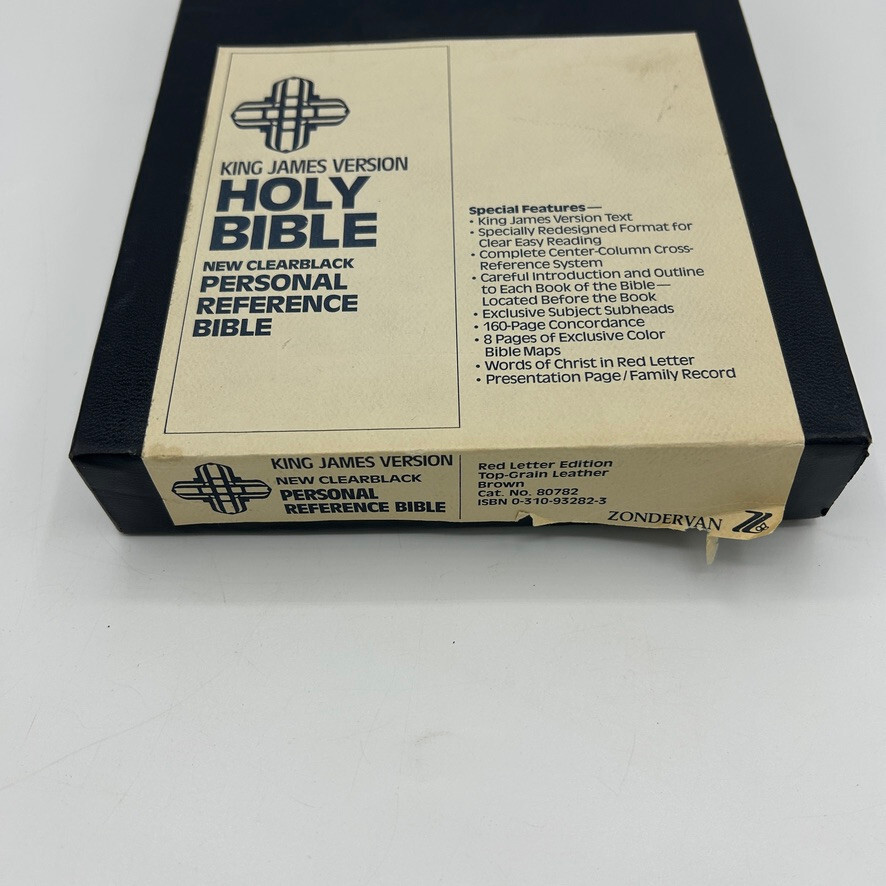 KING JAMES VERSION
HOLY
BIBLE
NEW CLEARBLACK
PERSONAL
REFERENCE
BIBLE
Special Features—
• King James Version Text
• Specially Redesigned Format for
Clear Easy Reading
• Complete Center-Column Cross-
Reference System
• Careful Introduction and Outline
to Each Book of the Bible—
Located Before the Book
• Exclusive Subject Subheads
• 160-Page Concordance
• 8 Pages of Exclusive Color
Bible Maps
• Words of Christ in Red Letter
• Presentation Page/Family Record
KING JAMES VERSION
NEW CLEARBLACK
PERSONAL
REFERENCE BIBLE
Red Letter Edition
Top-Grain Leather
Brown
Cat. No. 80782
ISBN 0-310-93282-3
ZONDERVAN